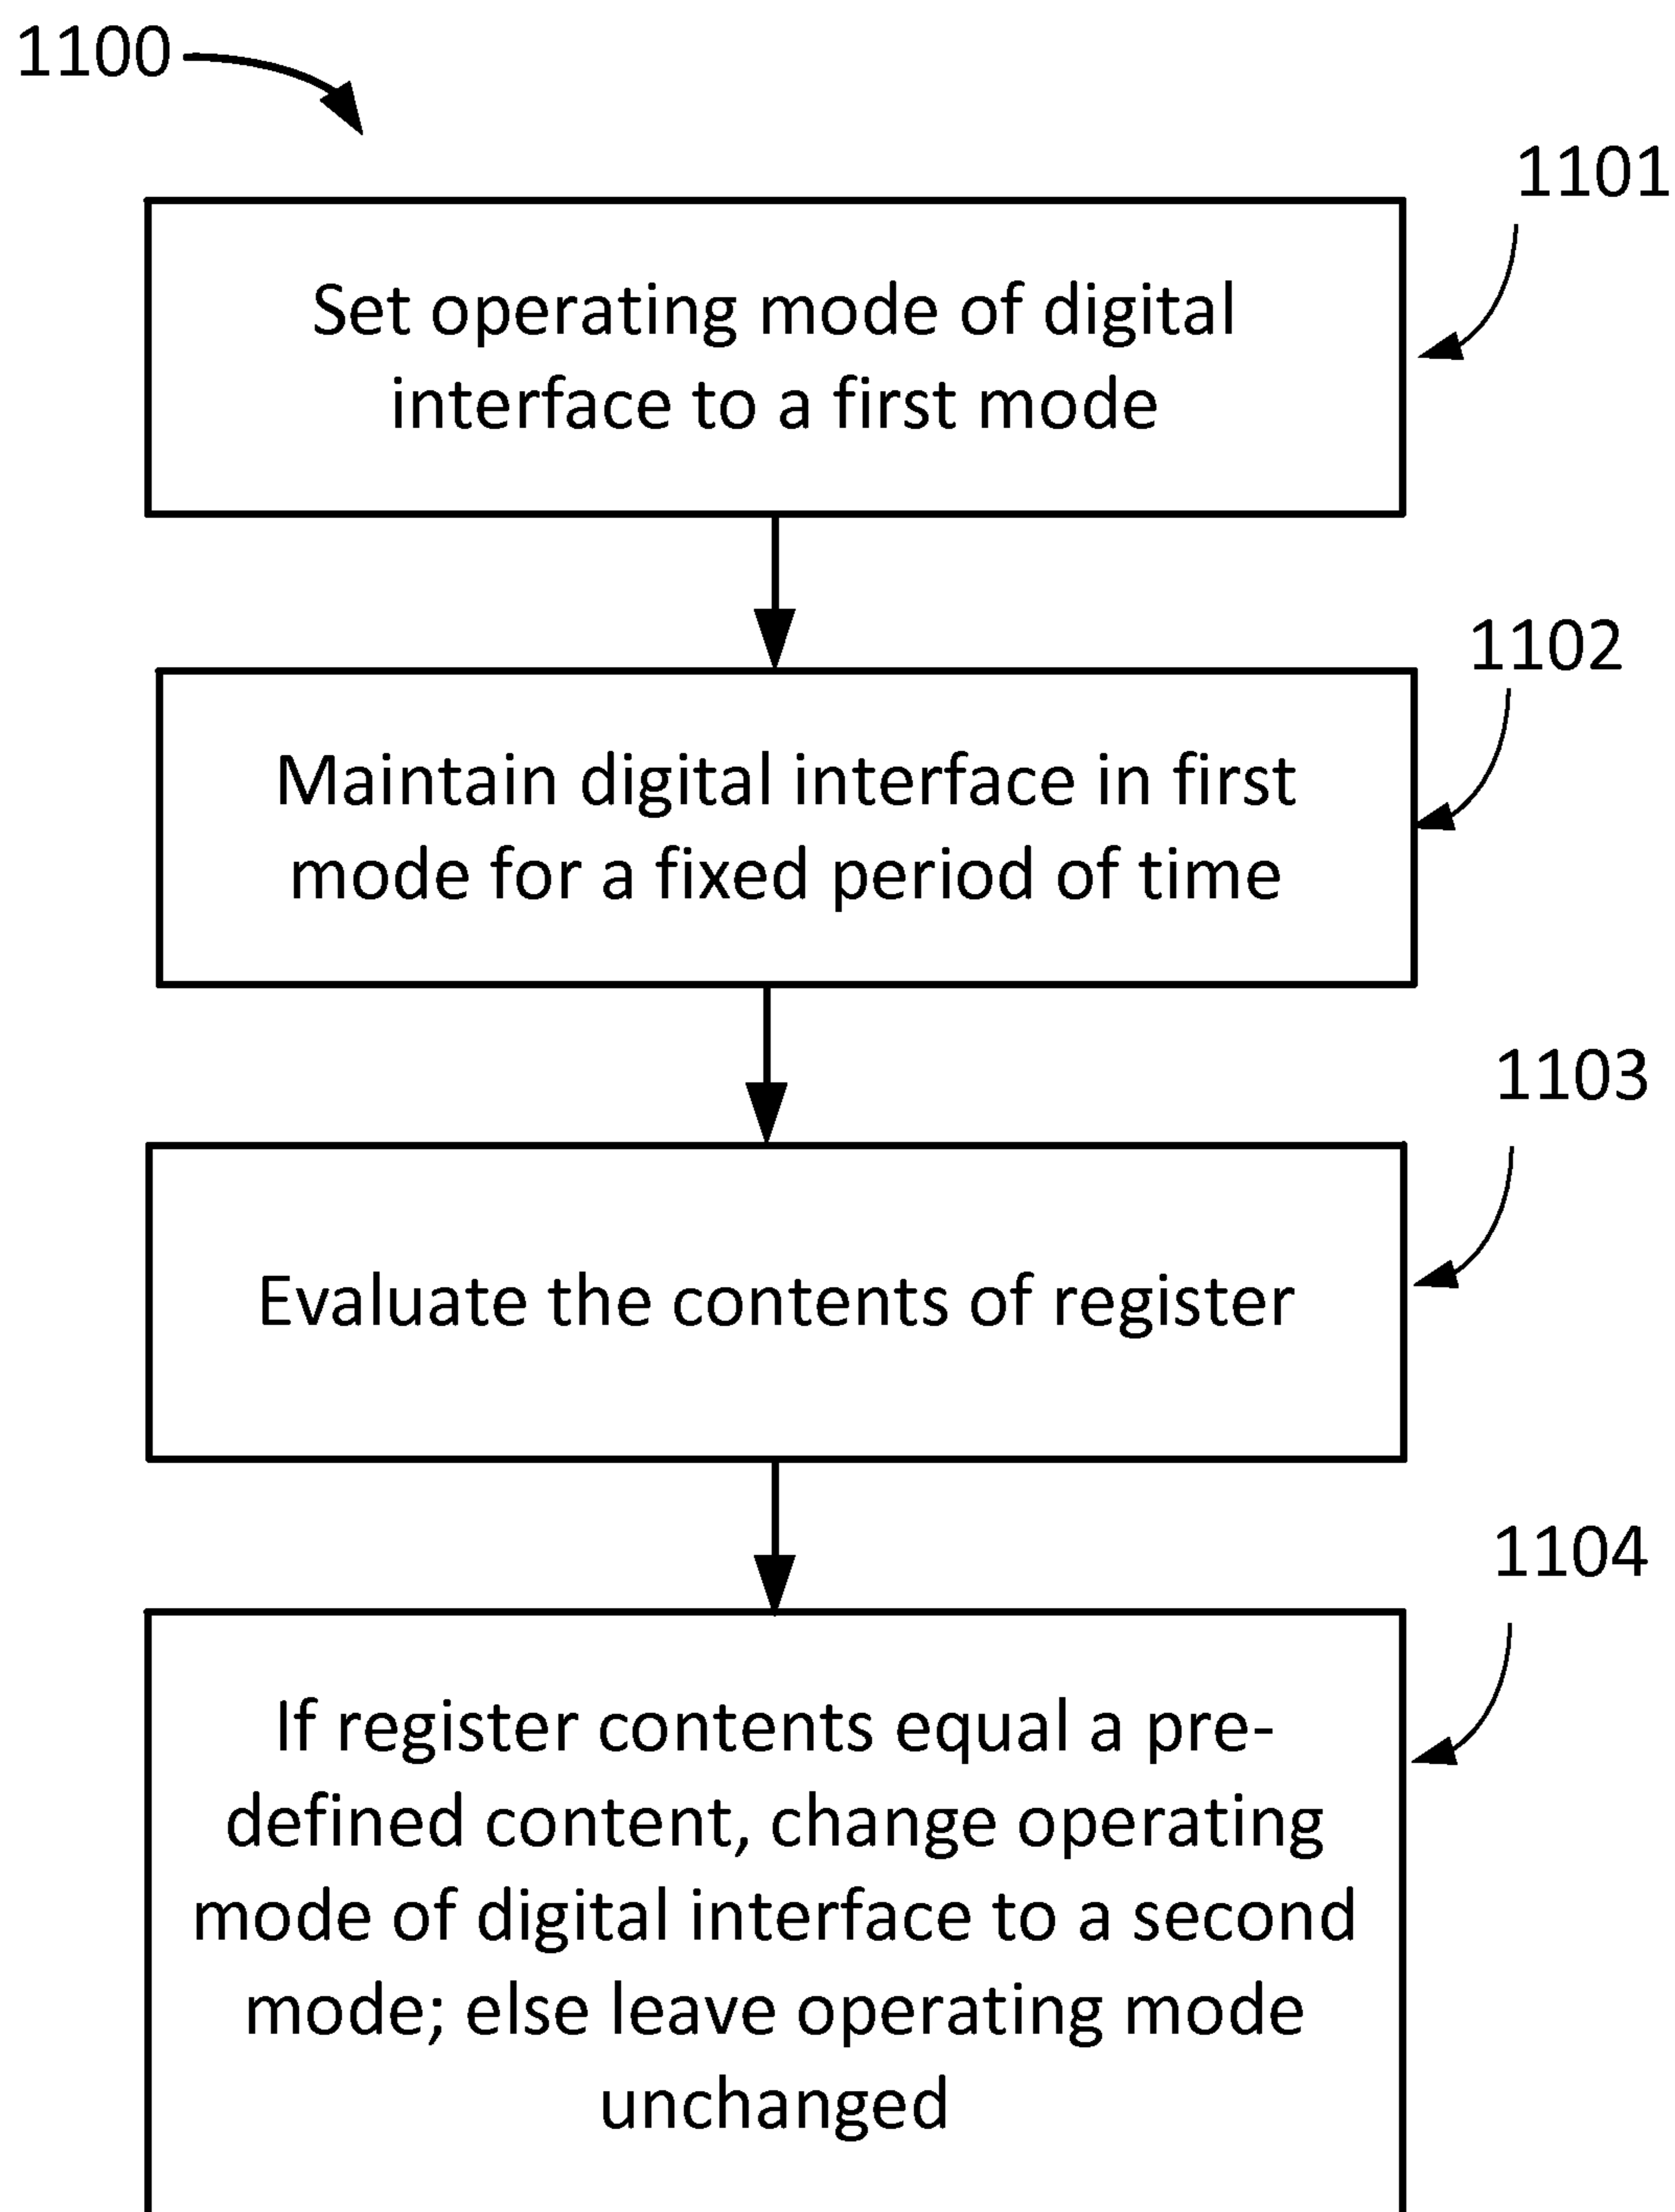 1100
1101
Set operating mode of digital
interface to a first mode
1102
Maintain digital interface in first
mode for a fixed period of time
1103
Evaluate the contents of register
1104
If register contents equal a pre-
defined content, change operating
mode of digital interface to a second
mode; else leave operating mode
unchanged